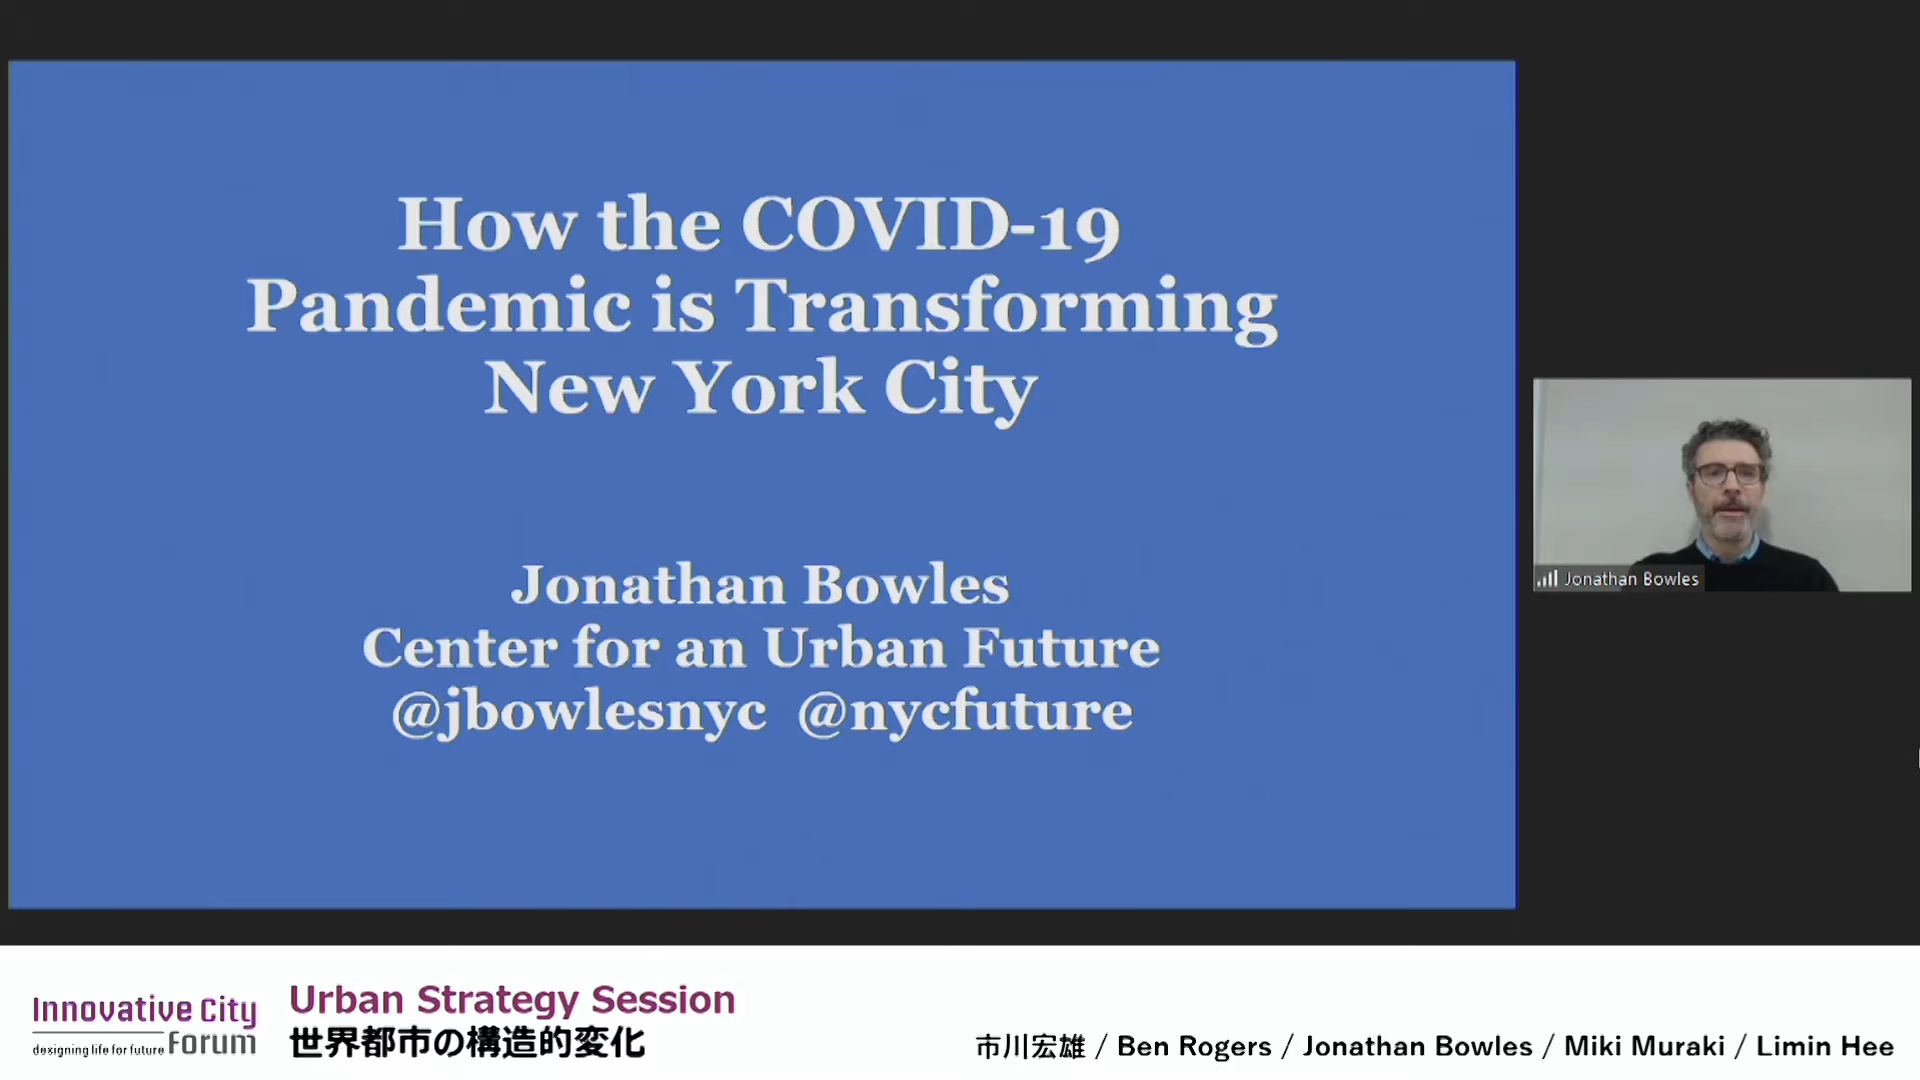 How the COVID-19
Pandemic is Transforming
New York City
Jonathan Bowles
Center for an Urban Future
@jbowlesnyc @nycfuture
Jonathan Bowles
Innovative City
designing life for future Forum
Urban Strategy Session
世界都市の構造的変化
市川宏雄 / Ben Rogers / Jonathan Bowles / Miki Muraki / Limin Hee